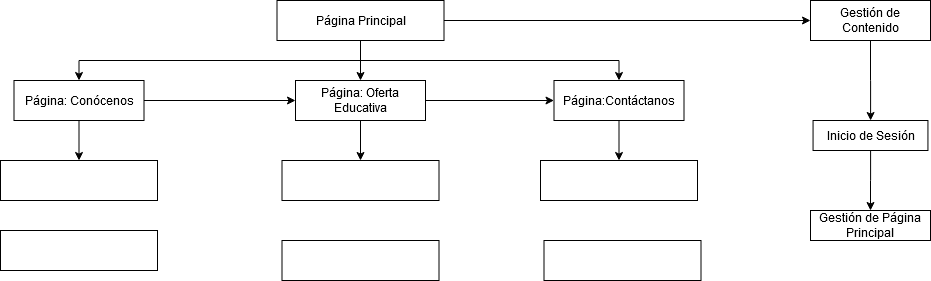 Página Principal
Gestión de
Contenido
Página: Conócenos
Página: Oferta
Educativa
Página:Contáctanos
Inicio de Sesión
Gestión de Página
Principal